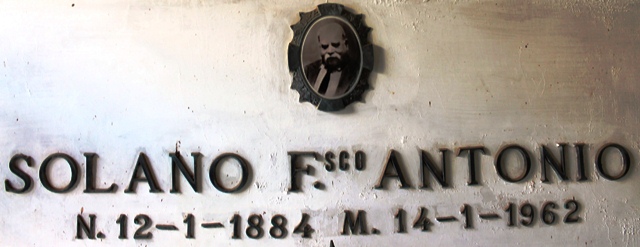 SOLANO F.SCO ANTONIO
N. 12-1-1884 M. 14-1-1962